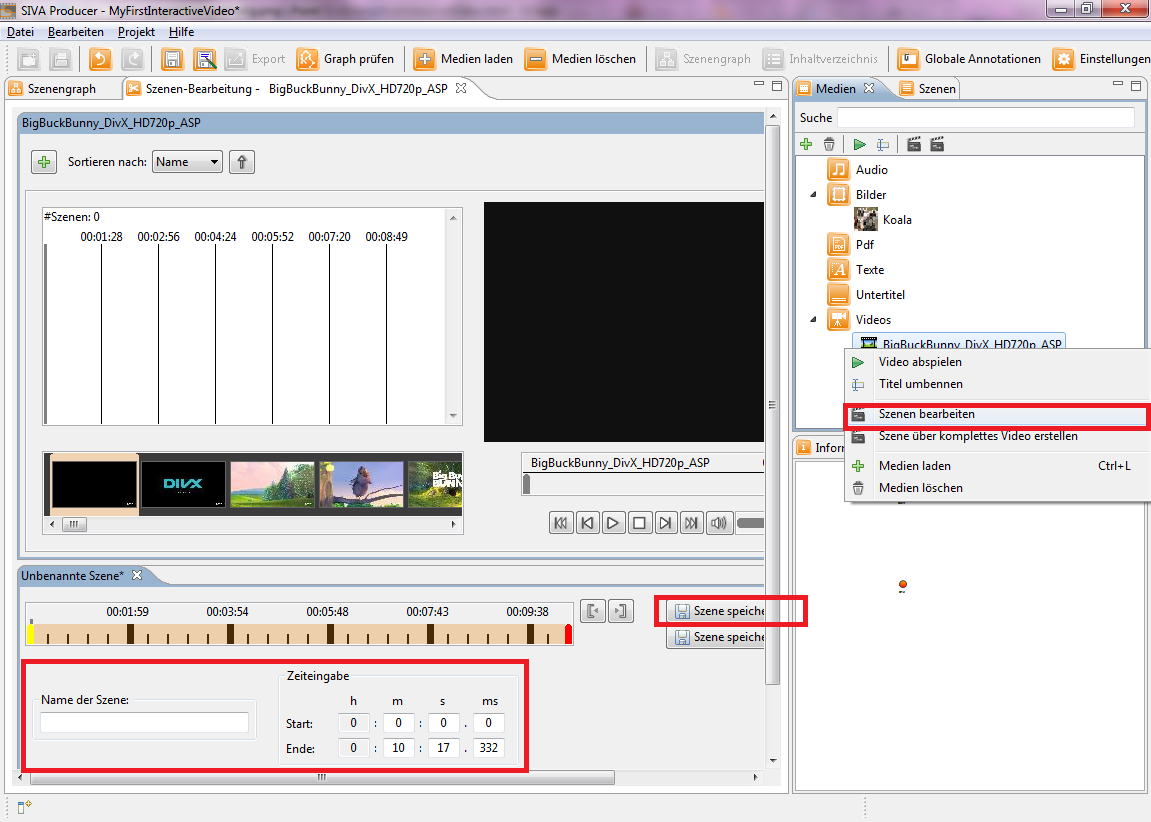 SIVA Producer - MyFirstInteractiveVideo*
Datei Bearbeiten Projekt Hilfe
Export Graph prüfen Medien laden Medien löschen Szenengraph Inhaltverzeichnis Globale Annotationen Einstellungen
Szenengraph Szenen-Bearbeitung - BigBuckBunny_DivX_HD720p_ASP
BigBuckBunny_DivX_HD720p_ASP
Sortieren nach: Name
#Szenen: 0
00:01:28 00:02:56 00:04:24 00:05:52 00:07:20 00:08:49
DIVX
BIG BUCK BUNNY
BigBuckBunny_DivX_HD720p_ASP
Unbenannte Szene*
00:01:59 00:03:54 00:05:48 00:07:43 00:09:38
Szene speiche
Szene speiche
Name der Szene:
Zeiteingabe
h m s ms
Start: 0 : 0 : 0 . 0
Ende: 0 : 10 : 17 . 332
Medien Szenen
Suche
Audio
Bilder
Koala
Pdf
Texte
Untertitel
Videos
BigBuckBunny_DivX_HD720p_ASP
Video abspielen
Titel umbennen
Szenen bearbeiten
Szene über komplettes Video erstellen
Medien laden Ctrl+L
Medien löschen
Inforr